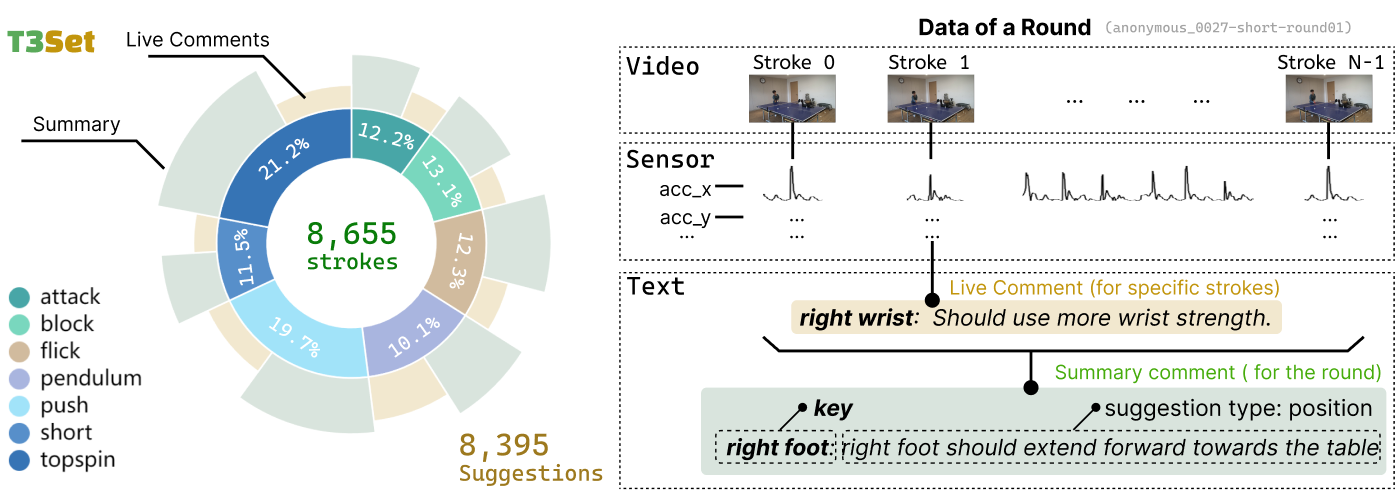 T3Set
Live Comments
Summary
12.2%
13.1%
12.3%
10.1%
19.7%
11.5%
21.2%
8,655
strokes
attack
block
flick
pendulum
push
short
topspin
8,395
Suggestions
Data of a Round (anonymous_0027-short-round01)
Video
Stroke 0
Stroke 1
Stroke N-1
... ... ...
Sensor
acc_x
acc_y
...
... ... ...
... ... ...
Text
Live Comment (for specific strokes)
right wrist: Should use more wrist strength.
Summary comment ( for the round)
key
suggestion type: position
right foot: right foot should extend forward towards the table